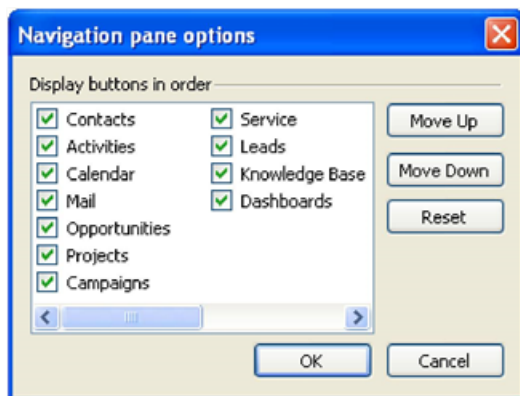 Navigation pane options
Display buttons in order
Contacts
Activities
Calendar
Mail
Opportunities
Projects
Campaigns
Service
Leads
Knowledge Base
Dashboards
Move Up
Move Down
Reset
OK
Cancel